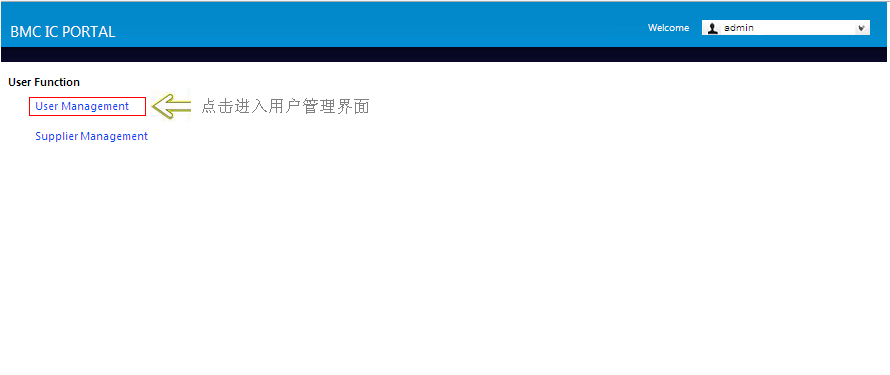 BMC IC PORTAL
Welcome
admin
User Function
User Management
点击进入用户管理界面
Supplier Management